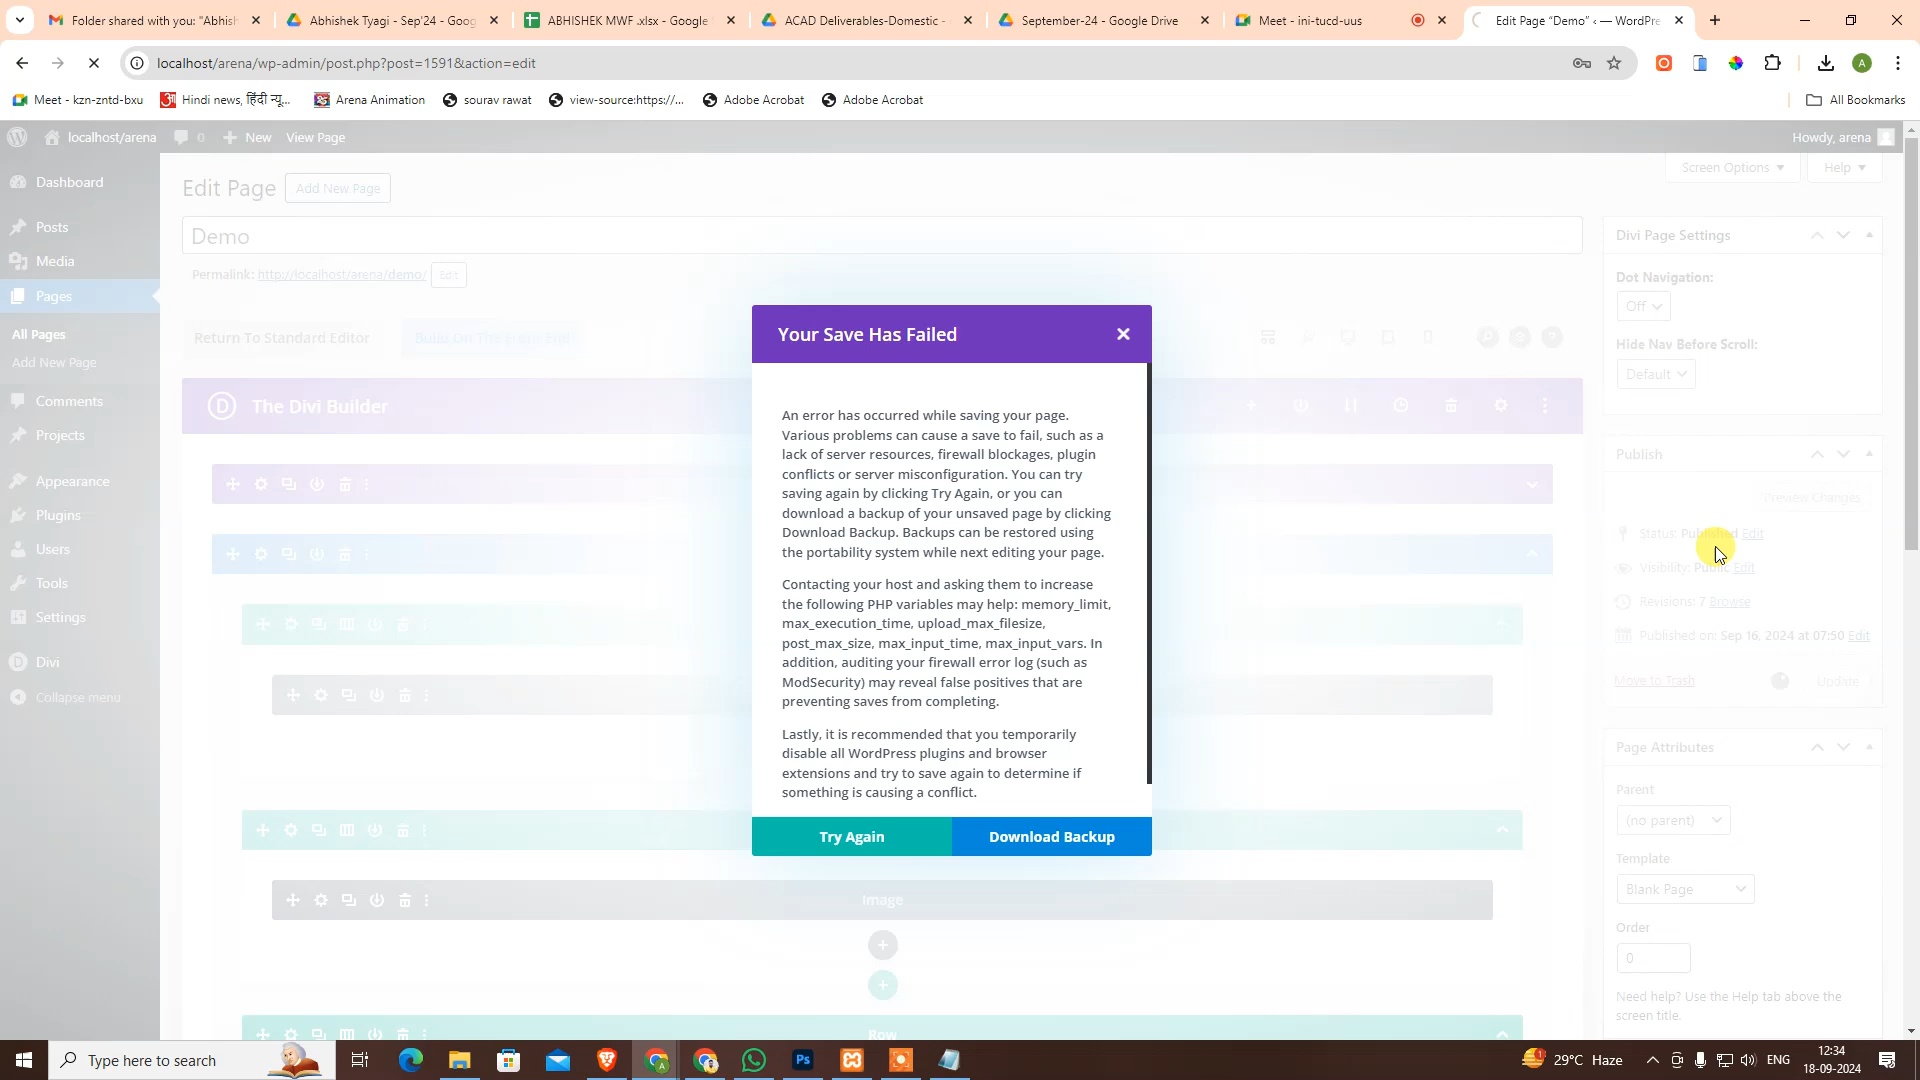 Folder shared with you: "Abhish
Abhishek Tyagi - Sep'24 - Goog
ABHISHEK MWF .xlsx - Google
ACAD Deliverables-Domestic -
September-24 - Google Drive
Meet - ini-tucd-uus
Edit Page “Demo” ‹ — WordPre
localhost/arena/wp-admin/post.php?post=1591&action=edit
A
Meet - kzn-zntd-bxu
Hindi news, हिंदी न्यू...
Arena Animation
sourav rawat
view-source:https://...
Adobe Acrobat
Adobe Acrobat
All Bookmarks
localhost/arena
0
New
View Page
Howdy, arena
Dashboard
Posts
Media
Pages
All Pages
Add New Page
Comments
Projects
Appearance
Plugins
Users
Tools
Settings
Divi
Collapse menu
Screen Options
Help
Edit Page
Add New Page
Demo
Permalink: http://localhost/arena/demo/
Edit
Return To Standard Editor
Build On The Front End
D
The Divi Builder
Image
Row
Your Save Has Failed
An error has occurred while saving your page.
Various problems can cause a save to fail, such as a
lack of server resources, firewall blockages, plugin
conflicts or server misconfiguration. You can try
saving again by clicking Try Again, or you can
download a backup of your unsaved page by clicking
Download Backup. Backups can be restored using
the portability system while next editing your page.
Contacting your host and asking them to increase
the following PHP variables may help: memory_limit,
max_execution_time, upload_max_filesize,
post_max_size, max_input_time, max_input_vars. In
addition, auditing your firewall error log (such as
ModSecurity) may reveal false positives that are
preventing saves from completing.
Lastly, it is recommended that you temporarily
disable all WordPress plugins and browser
extensions and try to save again to determine if
something is causing a conflict.
Try Again
Download Backup
Divi Page Settings
Dot Navigation:
Off
Hide Nav Before Scroll:
Default
Publish
Preview Changes
Status: Published Edit
Visibility: Public Edit
Revisions: 7 Browse
Published on: Sep 16, 2024 at 07:50 Edit
Move to Trash
Update
Page Attributes
Parent
(no parent)
Template
Blank Page
Order
0
Need help? Use the Help tab above the
screen title.
Type here to search
Ps
29°C Haze
ENG
12:34
18-09-2024